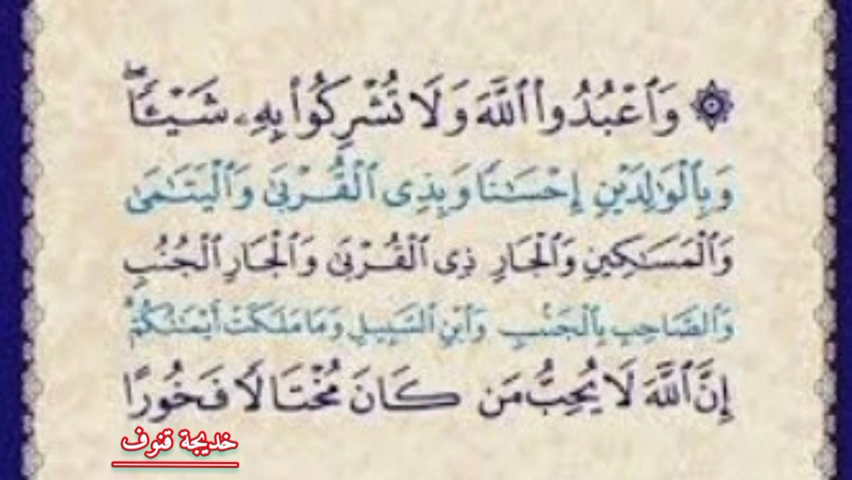 ۞ وَٱعْبُدُوا۟ ٱللَّهَ وَلَا تُشْرِكُوا۟ بِهِۦ شَيْـًٔا ۖ
وَبِٱلْوَٰلِدَيْنِ إِحْسَـٰنًا وَبِذِى ٱلْقُرْبَىٰ وَٱلْيَتَـٰمَىٰ
وَٱلْمَسَـٰكِينِ وَٱلْجَارِ ذِى ٱلْقُرْبَىٰ وَٱلْجَارِ ٱلْجُنُبِ
وَٱلصَّاحِبِ بِٱلْجَنۢبِ وَٱبْنِ ٱلسَّبِيلِ وَمَا مَلَكَتْ أَيْمَـٰنُكُمْ ۗ
إِنَّ ٱللَّهَ لَا يُحِبُّ مَن كَانَ مُخْتَالًا فَخُورًا
خديجة قنوف